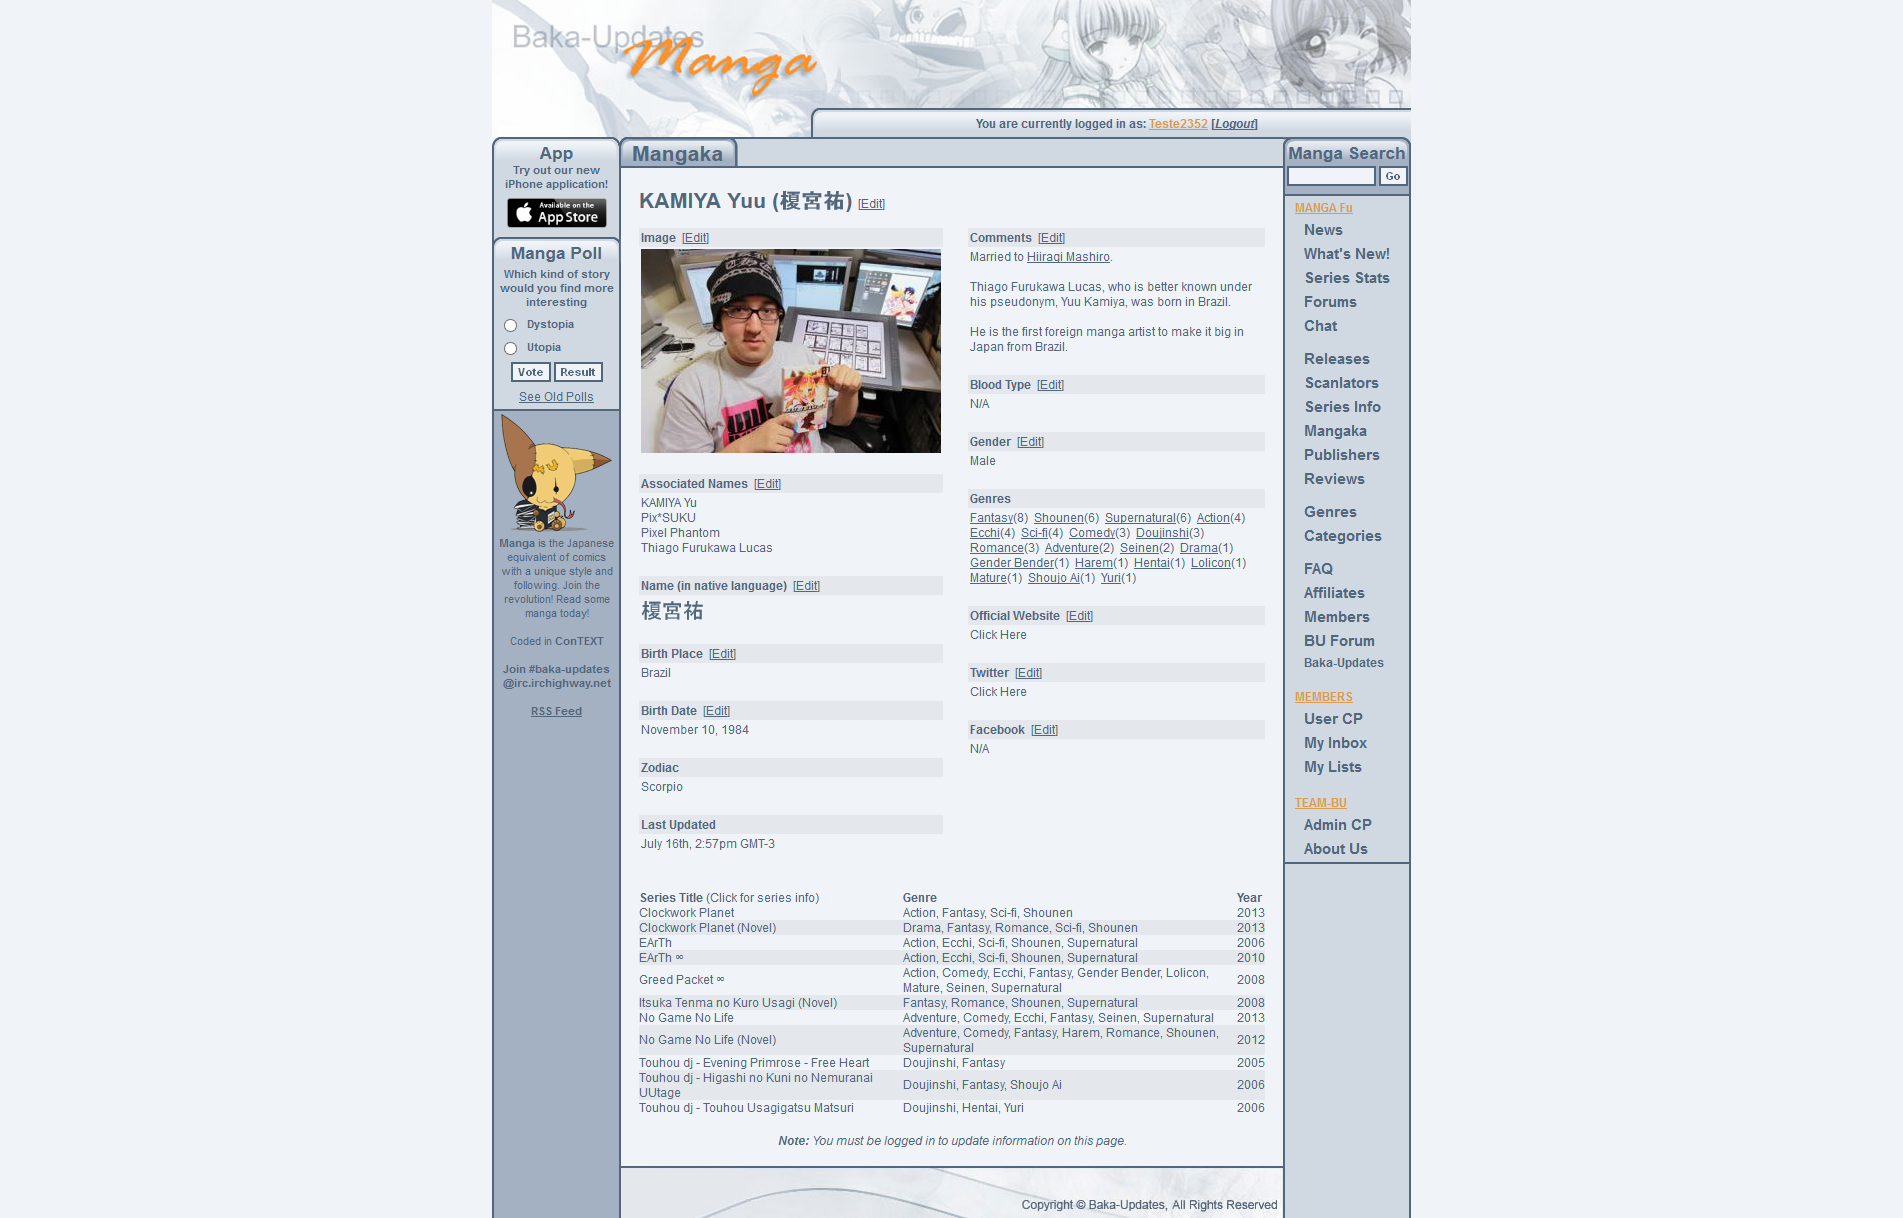 Baka-Updates
Manga
You are currently logged in as: Teste2352 [Logout]
App
Try out our new
iPhone application!
Available on the
App Store
Manga Poll
Which kind of story
would you find more
interesting
Dystopia
Utopia
Vote Result
See Old Polls
Manga is the Japanese
equivalent of comics
with a unique style and
following. Join the
revolution! Read some
manga today!
Coded in ConTEXT
Join #baka-updates
@irc.irchighway.net
RSS Feed
Mangaka
KAMIYA Yuu (榎宮祐) [Edit]
Image [Edit]
Associated Names [Edit]
KAMIYA Yu
Pix*SUKU
Pixel Phantom
Thiago Furukawa Lucas
Name (in native language) [Edit]
榎宮祐
Birth Place [Edit]
Brazil
Birth Date [Edit]
November 10, 1984
Zodiac
Scorpio
Last Updated
July 16th, 2:57pm GMT-3
Comments [Edit]
Married to Hiiragi Mashiro.
Thiago Furukawa Lucas, who is better known under
his pseudonym, Yuu Kamiya, was born in Brazil.
He is the first foreign manga artist to make it big in
Japan from Brazil.
Blood Type [Edit]
N/A
Gender [Edit]
Male
Genres
Fantasy(8) Shounen(6) Supernatural(6) Action(4)
Ecchi(4) Sci-fi(4) Comedy(3) Doujinshi(3)
Romance(3) Adventure(2) Seinen(2) Drama(1)
Gender Bender(1) Harem(1) Hentai(1) Lolicon(1)
Mature(1) Shoujo Ai(1) Yuri(1)
Official Website [Edit]
Click Here
Twitter [Edit]
Click Here
Facebook [Edit]
N/A
Series Title (Click for series info) Genre Year
Clockwork Planet Action, Fantasy, Sci-fi, Shounen 2013
Clockwork Planet (Novel) Drama, Fantasy, Romance, Sci-fi, Shounen 2013
EArTh Action, Ecchi, Sci-fi, Shounen, Supernatural 2006
EArTh ∞ Action, Ecchi, Sci-fi, Shounen, Supernatural 2010
Greed Packet ∞ Action, Comedy, Ecchi, Fantasy, Gender Bender, Lolicon, 2008
Mature, Seinen, Supernatural
Itsuka Tenma no Kuro Usagi (Novel) Fantasy, Romance, Shounen, Supernatural 2008
No Game No Life Adventure, Comedy, Ecchi, Fantasy, Seinen, Supernatural 2013
No Game No Life (Novel) Adventure, Comedy, Fantasy, Harem, Romance, Shounen, 2012
Supernatural
Touhou dj - Evening Primrose - Free Heart Doujinshi, Fantasy 2005
Touhou dj - Higashi no Kuni no Nemuranai Doujinshi, Fantasy, Shoujo Ai 2006
UUtage
Touhou dj - Touhou Usagigatsu Matsuri Doujinshi, Hentai, Yuri 2006
Note: You must be logged in to update information on this page.
Copyright © Baka-Updates, All Rights Reserved
Manga Search
Go
MANGA Fu
News
What's New!
Series Stats
Forums
Chat
Releases
Scanlators
Series Info
Mangaka
Publishers
Reviews
Genres
Categories
FAQ
Affiliates
Members
BU Forum
Baka-Updates
MEMBERS
User CP
My Inbox
My Lists
TEAM-BU
Admin CP
About Us